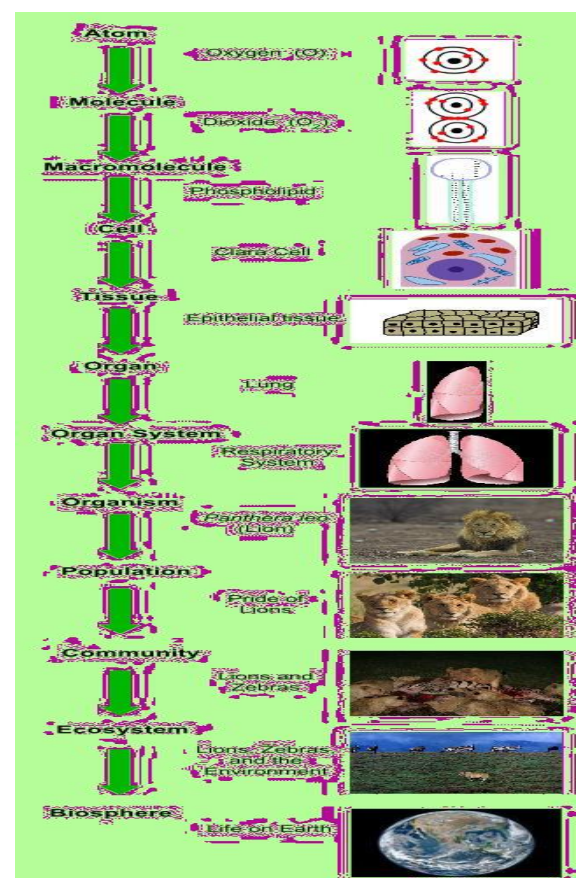 Atom
Oxygen (O)
Molecule
Dioxide (O₂)
Macromolecule
Phospholipid
Cell
Clara Cell
Tissue
Epithelial tissue
Organ
Lung
Organ System
Respiratory
System
Organism
Panthera leo
(Lion)
Population
Pride of
Lions
Community
Lions and
Zebras
Ecosystem
Lions, Zebras
and the
Environment
Biosphere
Life on Earth